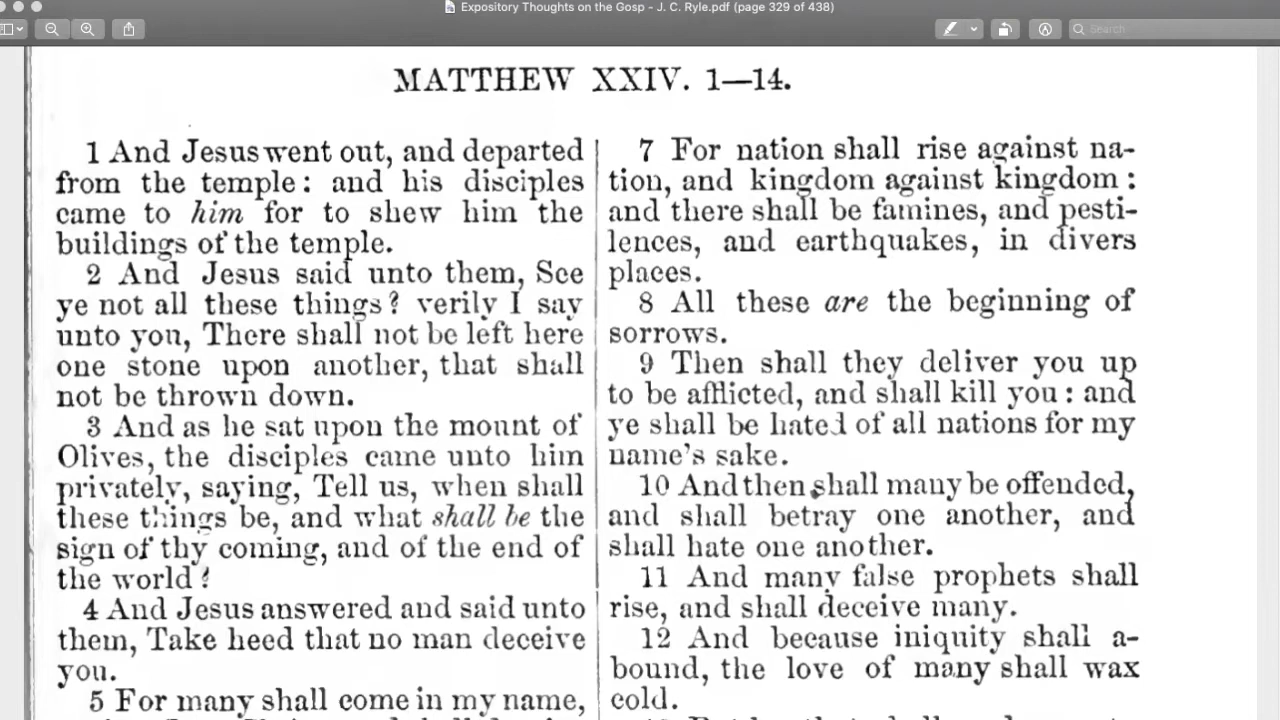 Expository Thoughts on the Gosp - J. C. Ryle.pdf (page 329 of 438)
Search
MATTHEW XXIV. 1—14.
1 And Jesus went out, and departed
from the temple: and his disciples
came to him for to shew him the
buildings of the temple.
2 And Jesus said unto them, See
ye not all these things? verily I say
unto you, There shall not be left here
one stone upon another, that shall
not be thrown down.
3 And as he sat upon the mount of
Olives, the disciples came unto him
privately, saying, Tell us, when shall
these things be, and what shall be the
sign of thy coming, and of the end of
the world?
4 And Jesus answered and said unto
them, Take heed that no man deceive
you.
5 For many shall come in my name,
7 For nation shall rise against na-
tion, and kingdom against kingdom:
and there shall be famines, and pesti-
lences, and earthquakes, in divers
places.
8 All these are the beginning of
sorrows.
9 Then shall they deliver you up
to be afflicted, and shall kill you: and
ye shall be hated of all nations for my
name's sake.
10 And then shall many be offended,
and shall betray one another, and
shall hate one another.
11 And many false prophets shall
rise, and shall deceive many.
12 And because iniquity shall a-
bound, the love of many shall wax
cold.